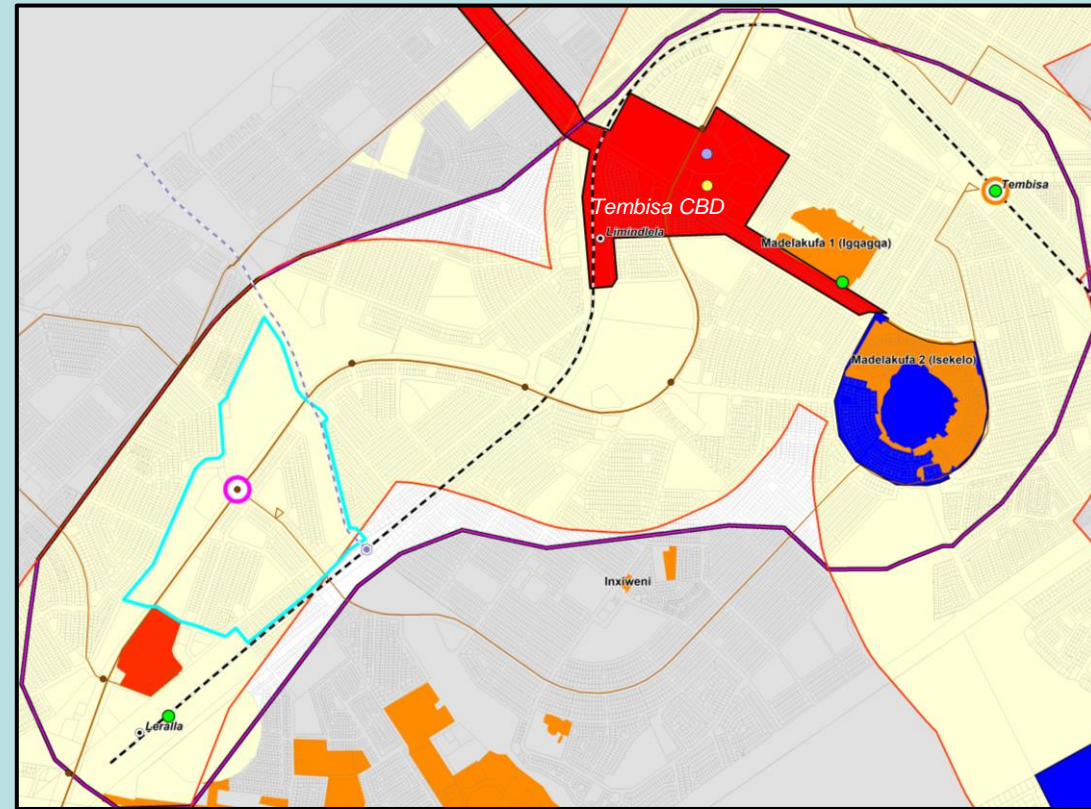 Tembisa
Tembisa CBD
Limindlela
Madelakufa 1 (Igqagqa)
Madelakufa 2 (Isekelo)
Inxiweni
Leralla